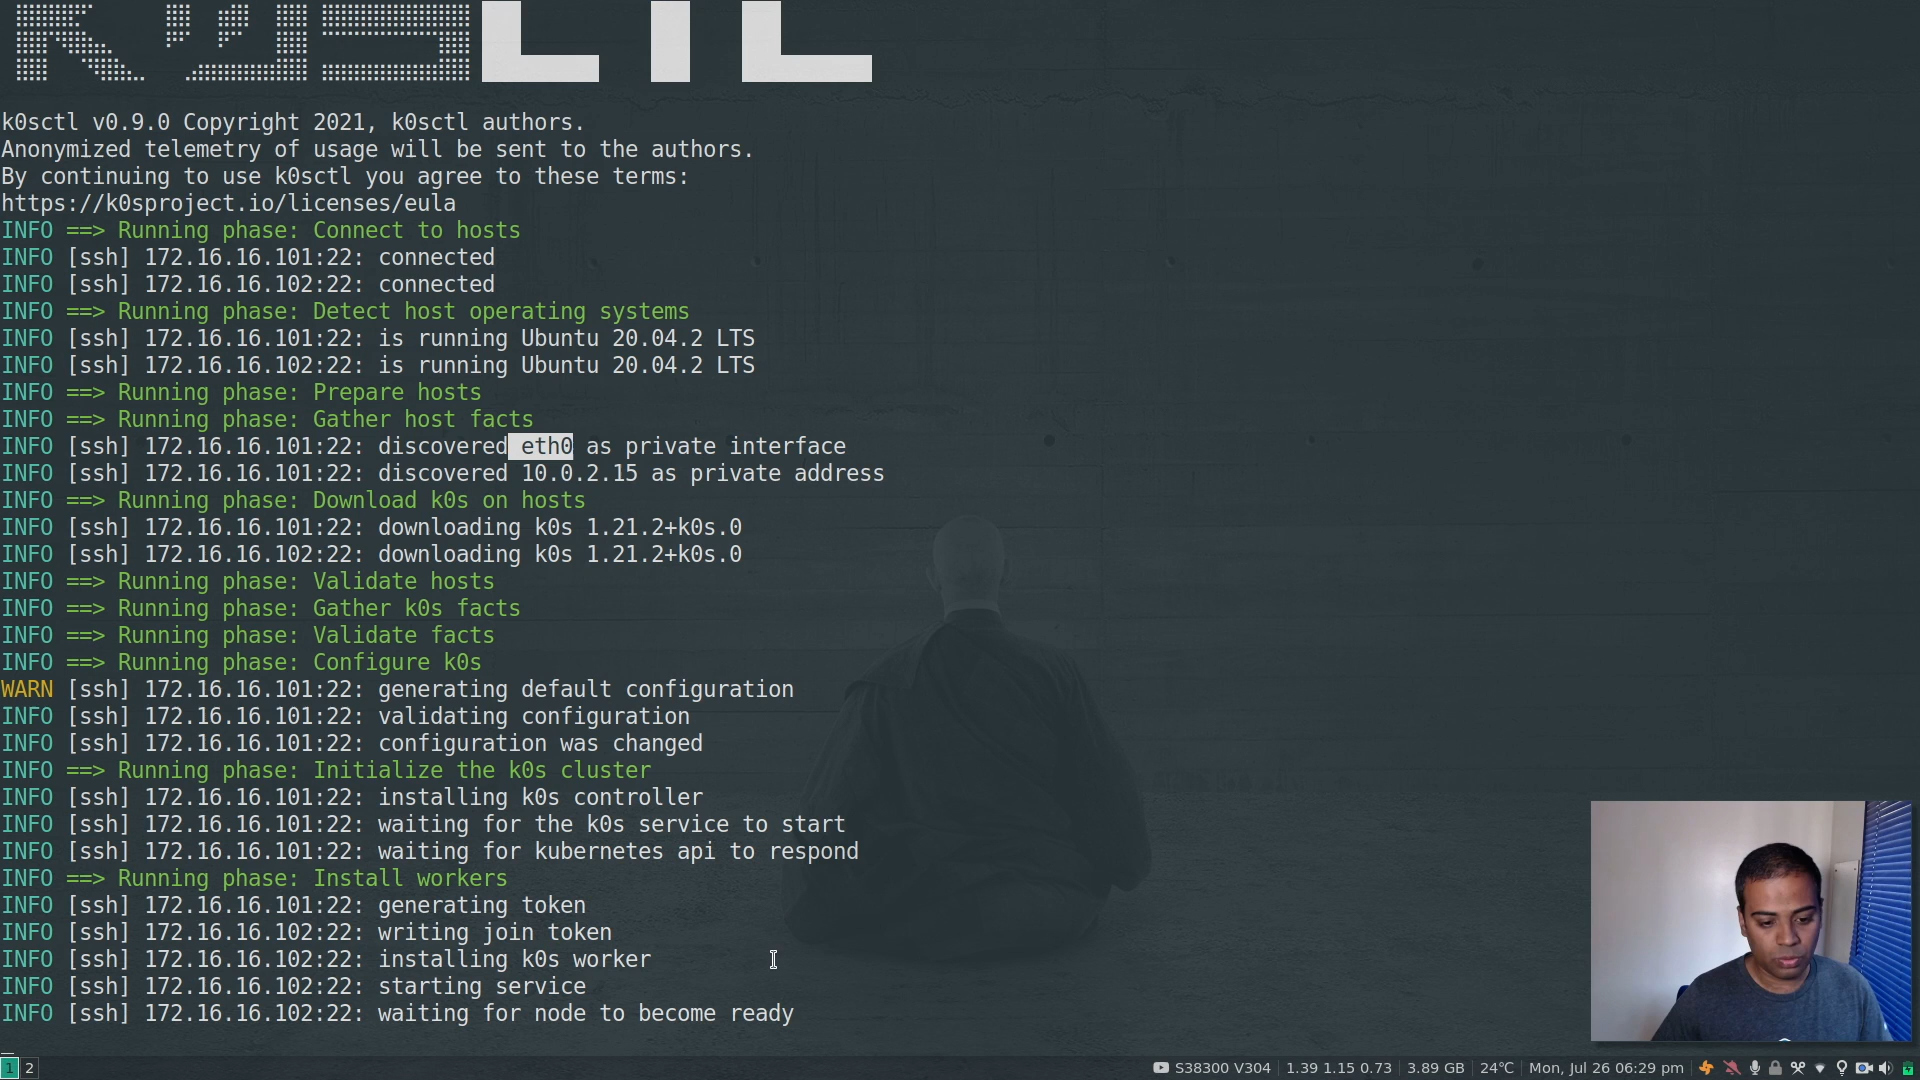 k0sctl v0.9.0 Copyright 2021, k0sctl authors.
Anonymized telemetry of usage will be sent to the authors.
By continuing to use k0sctl you agree to these terms:
https://k0sproject.io/licenses/eula
INFO ==> Running phase: Connect to hosts
INFO [ssh] 172.16.16.101:22: connected
INFO [ssh] 172.16.16.102:22: connected
INFO ==> Running phase: Detect host operating systems
INFO [ssh] 172.16.16.101:22: is running Ubuntu 20.04.2 LTS
INFO [ssh] 172.16.16.102:22: is running Ubuntu 20.04.2 LTS
INFO ==> Running phase: Prepare hosts
INFO ==> Running phase: Gather host facts
INFO [ssh] 172.16.16.101:22: discovered eth0 as private interface
INFO [ssh] 172.16.16.101:22: discovered 10.0.2.15 as private address
INFO ==> Running phase: Download k0s on hosts
INFO [ssh] 172.16.16.101:22: downloading k0s 1.21.2+k0s.0
INFO [ssh] 172.16.16.102:22: downloading k0s 1.21.2+k0s.0
INFO ==> Running phase: Validate hosts
INFO ==> Running phase: Gather k0s facts
INFO ==> Running phase: Validate facts
INFO ==> Running phase: Configure k0s
WARN [ssh] 172.16.16.101:22: generating default configuration
INFO [ssh] 172.16.16.101:22: validating configuration
INFO [ssh] 172.16.16.101:22: configuration was changed
INFO ==> Running phase: Initialize the k0s cluster
INFO [ssh] 172.16.16.101:22: installing k0s controller
INFO [ssh] 172.16.16.101:22: waiting for the k0s service to start
INFO [ssh] 172.16.16.101:22: waiting for kubernetes api to respond
INFO ==> Running phase: Install workers
INFO [ssh] 172.16.16.101:22: generating token
INFO [ssh] 172.16.16.102:22: writing join token
INFO [ssh] 172.16.16.102:22: installing k0s worker
INFO [ssh] 172.16.16.102:22: starting service
INFO [ssh] 172.16.16.102:22: waiting for node to become ready
1 2 S38300 V304 1.39 1.15 0.73 3.89 GB 24℃ Mon, Jul 26 06:29 pm